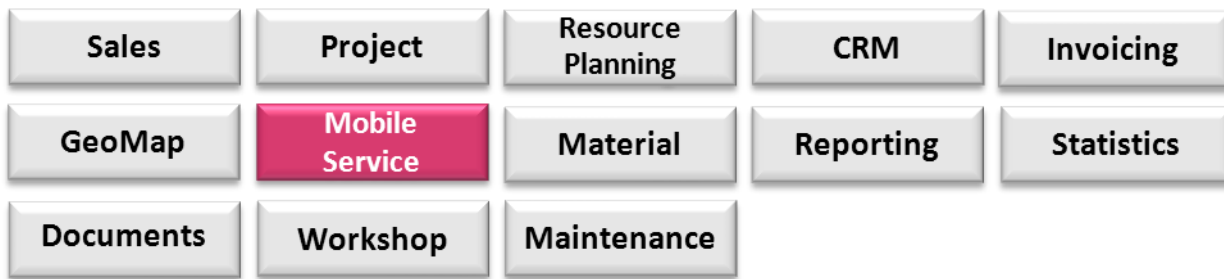 Sales
Project
Resource
Planning
CRM
Invoicing
GeoMap
Mobile
Service
Material
Reporting
Statistics
Documents
Workshop
Maintenance